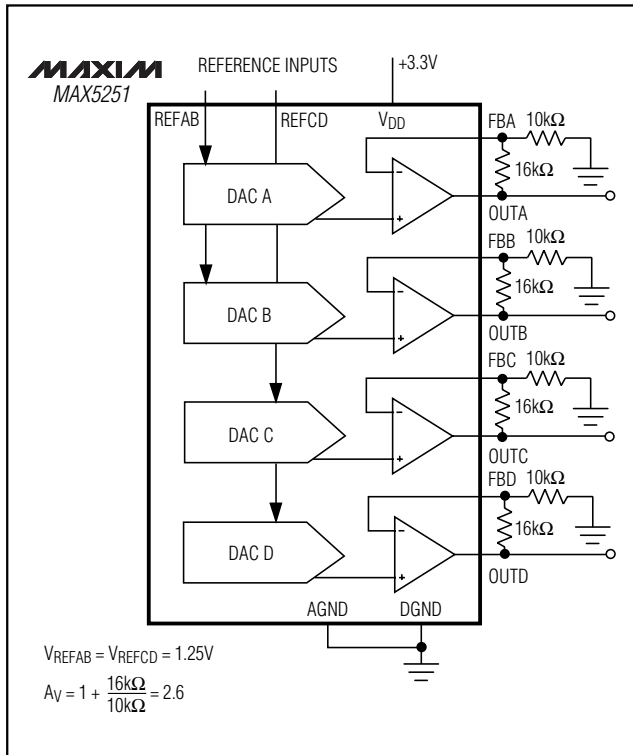 MAXIM
MAX5251
REFERENCE INPUTS
+3.3V
REFAB
REFCD
VDD
FBA
10kΩ
DAC A
−
+
16kΩ
OUTA
FBB
10kΩ
DAC B
−
+
16kΩ
OUTB
FBC
10kΩ
DAC C
−
+
16kΩ
OUTC
FBD
10kΩ
DAC D
−
+
16kΩ
OUTD
AGND
DGND
VREFAB = VREFCD = 1.25V
AV = 1 + 16kΩ/10kΩ = 2.6